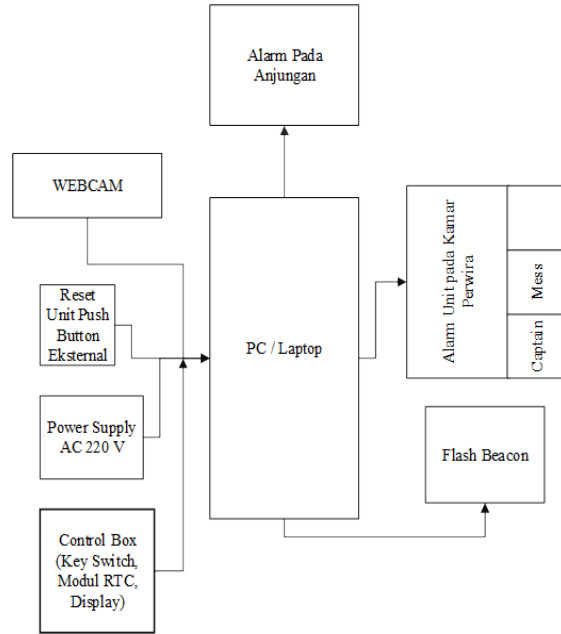 Alarm Pada
Anjungan
WEBCAM
Reset
Unit Push
Button
Eksternal
Power Supply
AC 220 V
Control Box
(Key Switch,
Modul RTC,
Display)
PC / Laptop
Alarm Unit pada Kamar
Perwira
Mess
Captain
Flash Beacon